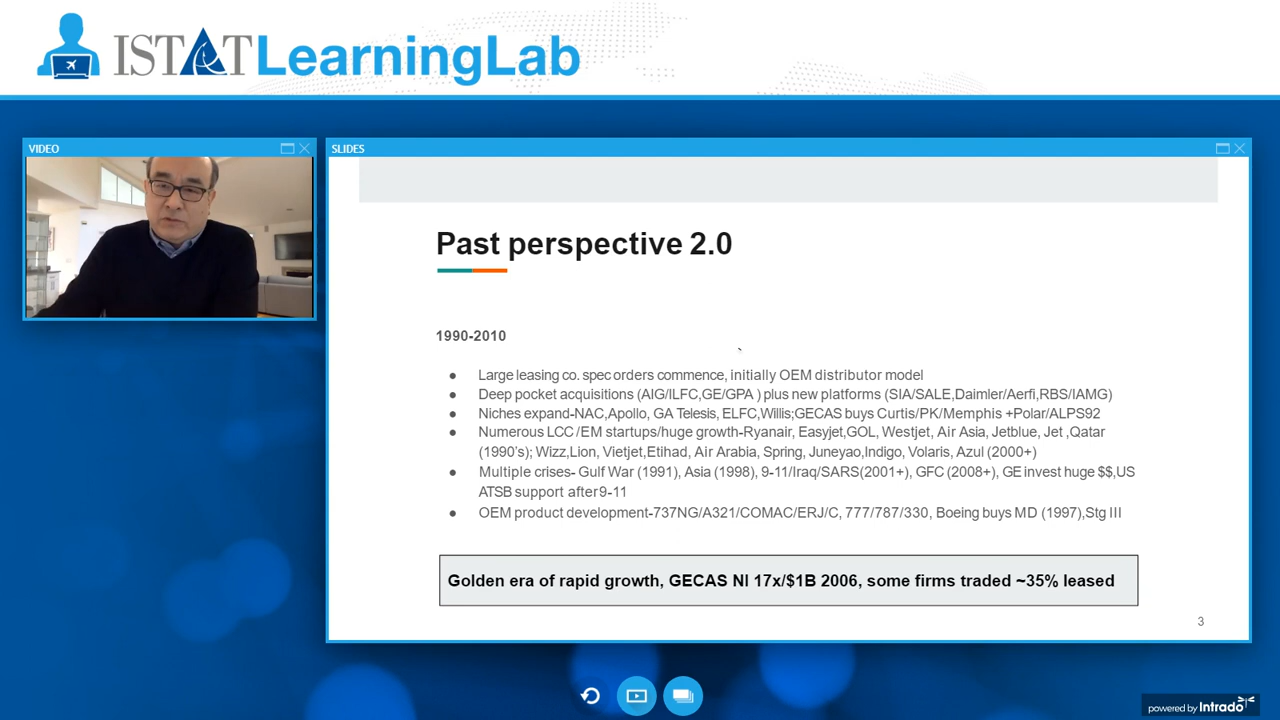 ISTAT LearningLab
VIDEO
SLIDES
Past perspective 2.0
1990-2010
`
● Large leasing co. spec orders commence, initially OEM distributor model
● Deep pocket acquisitions (AIG/ILFC,GE/GPA ) plus new platforms (SIA/SALE,Daimler/Aerfi,RBS/IAMG)
● Niches expand-NAC,Apollo, GA Telesis, ELFC,Willis;GECAS buys Curtis/PK/Memphis +Polar/ALPS92
● Numerous LCC/EM startups/huge growth-Ryanair, Easyjet,GOL, Westjet, Air Asia, Jetblue, Jet ,Qatar
(1990's); Wizz,Lion, Vietjet,Etihad, Air Arabia, Spring, Juneyao,Indigo, Volaris, Azul (2000+)
● Multiple crises- Gulf War (1991), Asia (1998), 9-11/Iraq/SARS(2001+), GFC (2008+), GE invest huge $$,US
ATSB support after 9-11
● OEM product development-737NG/A321/COMAC/ERJ/C, 777/787/330, Boeing buys MD (1997),Stg III
Golden era of rapid growth, GECAS NI 17x/$1B 2006, some firms traded ~35% leased
3
powered by Intrado